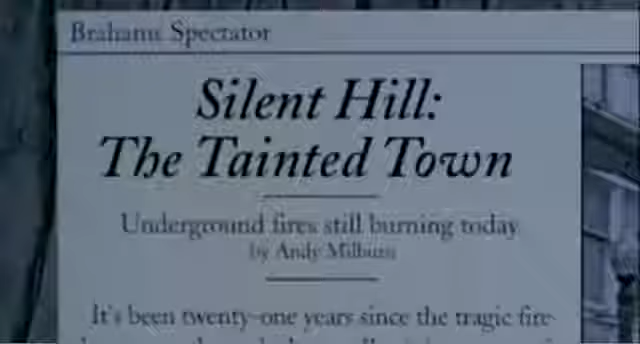 Brahams Spectator
Silent Hill:
The Tainted Town
Underground fires still burning today
by Andy Milburn
It's been twenty-one years since the tragic fire-